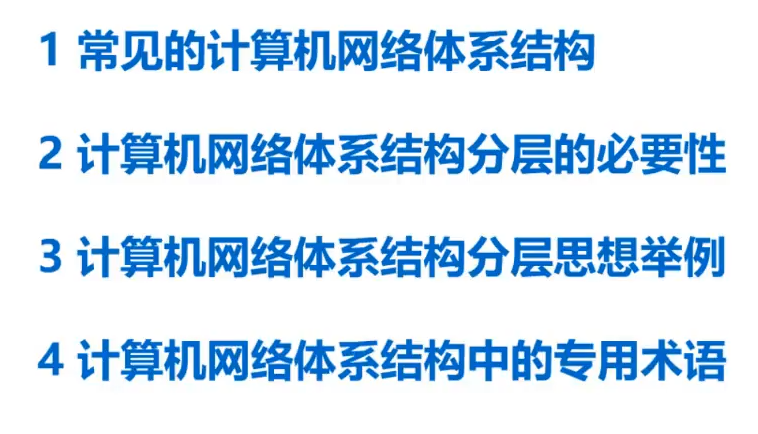 1 常见的计算机网络体系结构
2 计算机网络体系结构分层的必要性
3 计算机网络体系结构分层思想举例
4 计算机网络体系结构中的专用术语